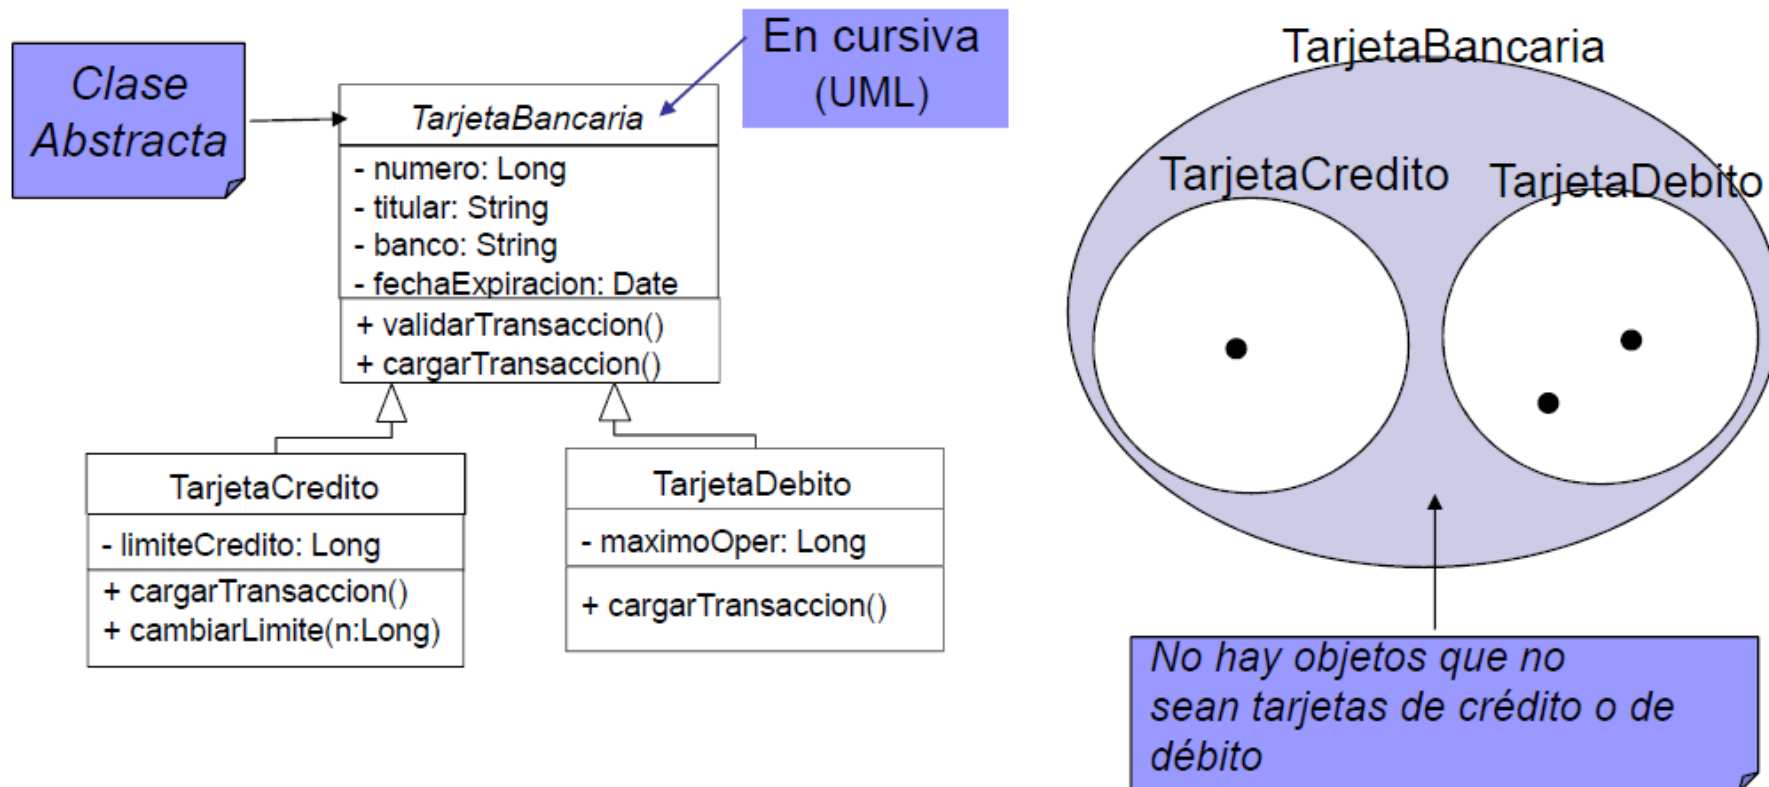 Clase
Abstracta
En cursiva
(UML)
TarjetaBancaria
- numero: Long
- titular: String
- banco: String
- fechaExpiracion: Date
+ validarTransaccion()
+ cargarTransaccion()
TarjetaCredito
- limiteCredito: Long
+ cargarTransaccion()
+ cambiarLimite(n:Long)
TarjetaDebito
- maximoOper: Long
+ cargarTransaccion()
TarjetaBancaria
TarjetaCredito
TarjetaDebito
No hay objetos que no
sean tarjetas de crédito o de
débito